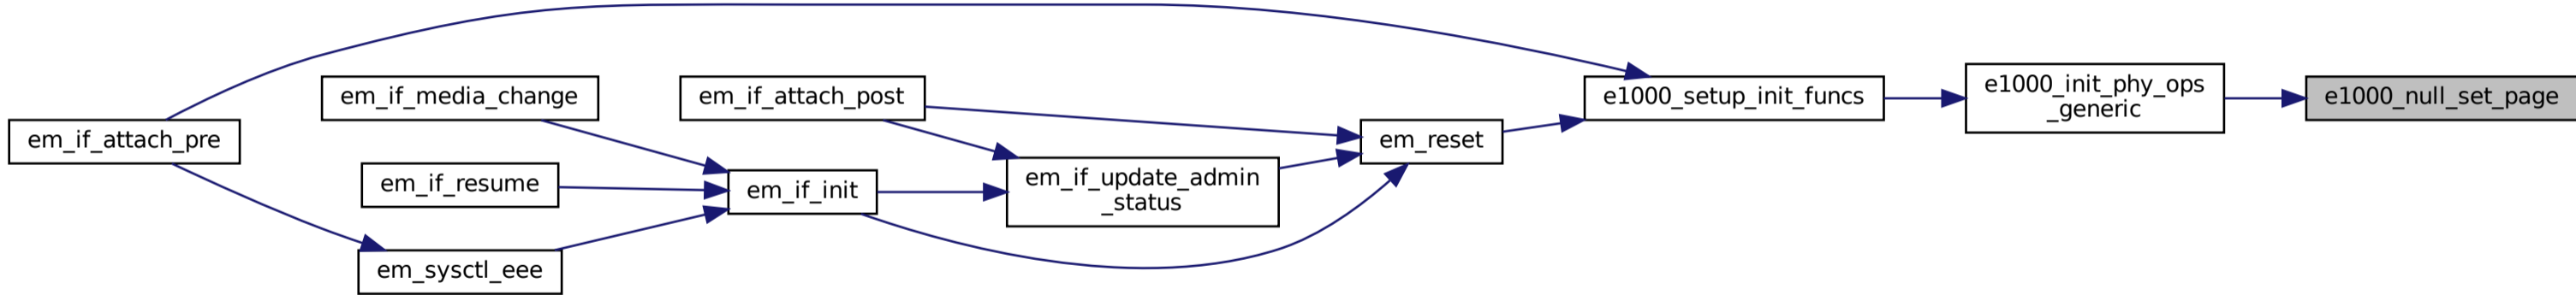 em_if_attach_pre
em_if_media_change
em_if_resume
em_sysctl_eee
em_if_attach_post
em_if_init
em_if_update_admin
_status
em_reset
e1000_setup_init_funcs
e1000_init_phy_ops
_generic
e1000_null_set_page